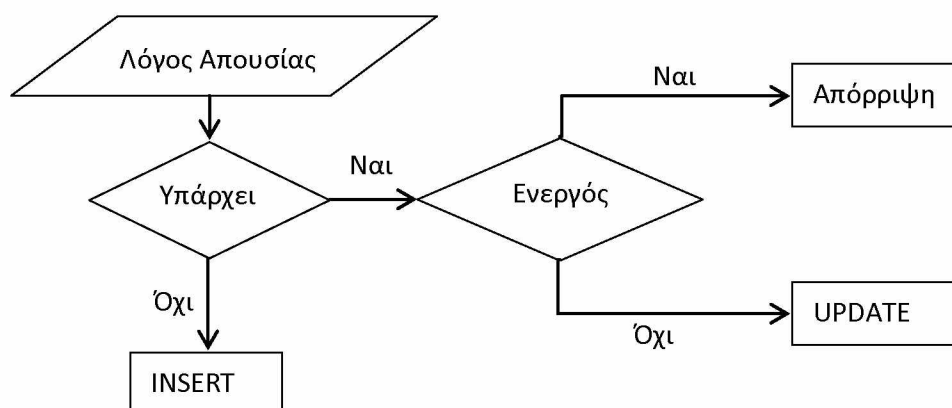 Λόγος Απουσίας
Ναι
Απόρριψη
Υπάρχει
Ναι
Ενεργός
Όχι
Όχι
UPDATE
INSERT